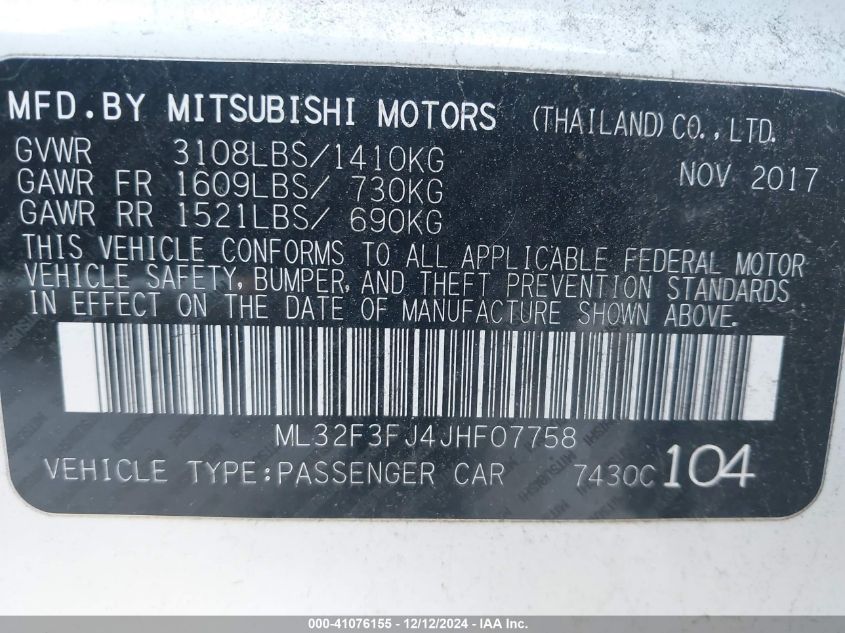 MFD.BY MITSUBISHI MOTORS (THAILAND) CO., LTD.
GVWR 3108LBS/1410KG NOV 2017
GAWR FR 1609LBS/ 730KG
GAWR RR 1521LBS/ 690KG
THIS VEHICLE CONFORMS TO ALL APPLICABLE FEDERAL MOTOR
VEHICLE SAFETY, BUMPER, AND THEFT PREVENTION STANDARDS
IN EFFECT ON THE DATE OF MANUFACTURE SHOWN ABOVE.
ML32F3FJ4JHF07758
VEHICLE TYPE:PASSENGER CAR 7430C 104
000-41076155 - 12/12/2024 - IAAI.COM